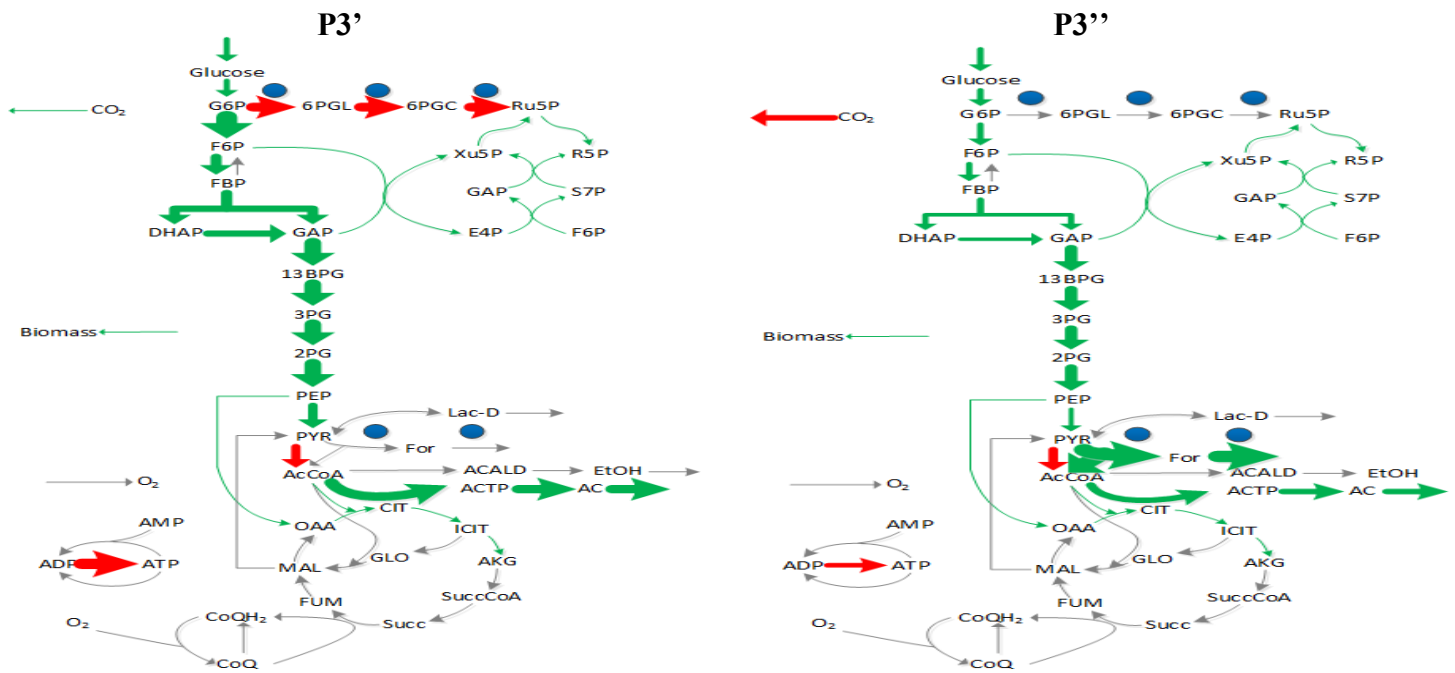 P3’
Glucose
G6P 6PGL 6PGC Ru5P
CO₂
F6P
Xu5P R5P
FBP
GAP S7P
DHAP GAP E4P F6P
13BPG
3PG
Biomass
2PG
PEP
Lac-D
PYR
For
AcCoA ACALD EtOH
O₂
ACTP AC
CIT
AMP
OAA ICIT
GLO
ADP ATP MAL AKG
FUM SuccCoA
O₂ CoQH₂ Succ
CoQ
P3’’
Glucose
G6P 6PGL 6PGC Ru5P
CO₂
F6P
Xu5P R5P
FBP
GAP S7P
DHAP GAP E4P F6P
13BPG
3PG
Biomass
2PG
PEP
Lac-D
PYR
For
AcCoA ACALD EtOH
O₂
ACTP AC
CIT
AMP
OAA ICIT
GLO
ADP ATP MAL AKG
FUM SuccCoA
O₂ CoQH₂ Succ
CoQ